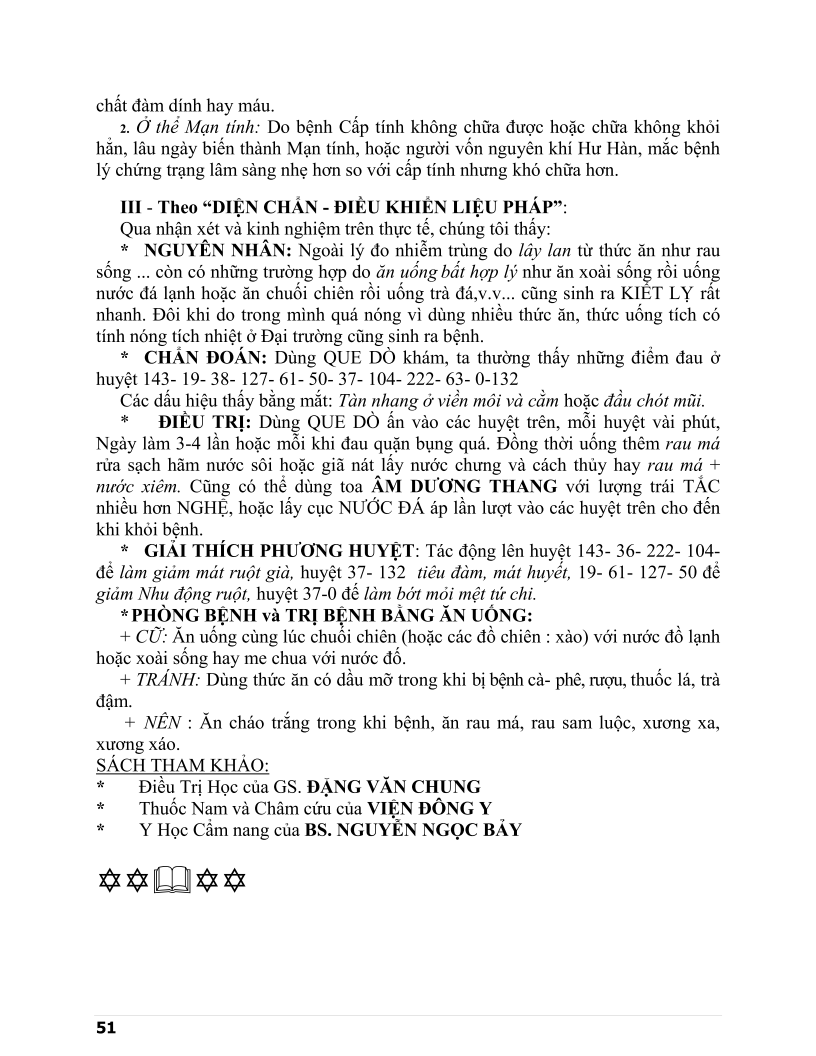 chất đàm dính hay máu.
2. Ở thể Mạn tính: Do bệnh Cấp tính không chữa được hoặc chữa không khỏi
hẳn, lâu ngày biến thành Mạn tính, hoặc người vốn nguyên khí Hư Hàn, mắc bệnh
lý chứng trạng lâm sàng nhẹ hơn so với cấp tính nhưng khó chữa hơn.
III - Theo “DIỆN CHẨN - ĐIỀU KHIỂN LIỆU PHÁP”:
Qua nhận xét và kinh nghiệm trên thực tế, chúng tôi thấy:
* NGUYÊN NHÂN: Ngoài lý đo nhiễm trùng do lây lan từ thức ăn như rau
sống ... còn có những trường hợp do ăn uống bất hợp lý như ăn xoài sống rồi uống
nước đá lạnh hoặc ăn chuối chiên rồi uống trà đá,v.v... cũng sinh ra KIẾT LỴ rất
nhanh. Đôi khi do trong mình quá nóng vì dùng nhiều thức ăn, thức uống tích có
tính nóng tích nhiệt ở Đại trường cũng sinh ra bệnh.
* CHẨN ĐOÁN: Dùng QUE DÒ khám, ta thường thấy những điểm đau ở
huyệt 143- 19- 38- 127- 61- 50- 37- 104- 222- 63- 0-132
Các dấu hiệu thấy bằng mắt: Tàn nhang ở viền môi và cằm hoặc đầu chót mũi.
* ĐIỀU TRỊ: Dùng QUE DÒ ấn vào các huyệt trên, mỗi huyệt vài phút,
Ngày làm 3-4 lần hoặc mỗi khi đau quặn bụng quá. Đồng thời uống thêm rau má
rửa sạch hãm nước sôi hoặc giã nát lấy nước chưng và cách thủy hay rau má +
nước xiêm. Cũng có thể dùng toa ÂM DƯƠNG THANG với lượng trái TẮC
nhiều hơn NGHỆ, hoặc lấy cục NƯỚC ĐÁ áp lần lượt vào các huyệt trên cho đến
khi khỏi bệnh.
* GIẢI THÍCH PHƯƠNG HUYỆT: Tác động lên huyệt 143- 36- 222- 104-
để làm giảm mát ruột già, huyệt 37- 132 tiêu đàm, mát huyết, 19- 61- 127- 50 để
giảm Nhu động ruột, huyệt 37-0 đế làm bớt mỏi mệt tứ chi.
* PHÒNG BỆNH và TRỊ BỆNH BẰNG ĂN UỐNG:
+ CỮ: Ăn uống cùng lúc chuối chiên (hoặc các đồ chiên : xào) với nước đồ lạnh
hoặc xoài sống hay me chua với nước đố.
+ TRÁNH: Dùng thức ăn có dầu mỡ trong khi bị bệnh cà- phê, rượu, thuốc lá, trà
đậm.
+ NÊN : Ăn cháo trắng trong khi bệnh, ăn rau má, rau sam luộc, xương xa,
xương xáo.
SÁCH THAM KHẢO:
* Điều Trị Học của GS. ĐẶNG VĂN CHUNG
* Thuốc Nam và Châm cứu của VIỆN ĐÔNG Y
* Y Học Cẩm nang của BS. NGUYỄN NGỌC BẢY
51